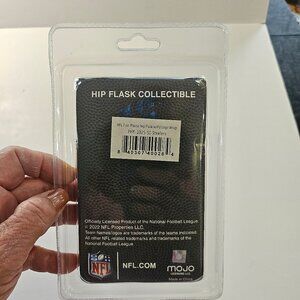 HIP FLASK COLLECTIBLE
Officially Licensed Product of the National Football League
© 2022 NFL Properties LLC.
Team Names/logos are trademarks of the teams indicated.
All other NFL related trademarks and trademarks of the
National Football League.
NFL
NFL.COM
mojo